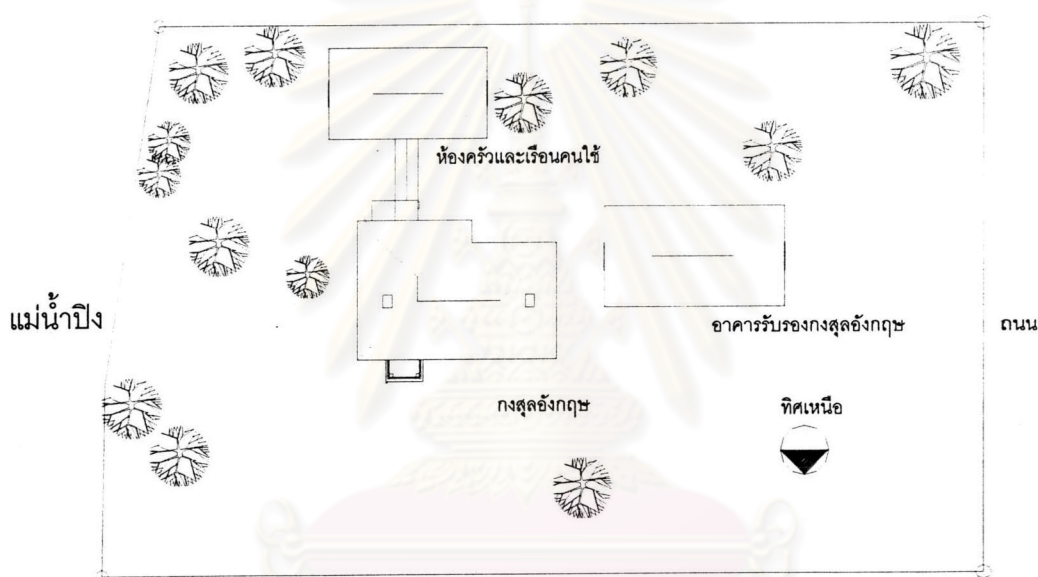 ห้องครัวและเรือนคนใช้
แม่น้ำปิง
อาคารรับรองกงสุลอังกฤษ
ถนน
กงสุลอังกฤษ
ทิศเหนือ